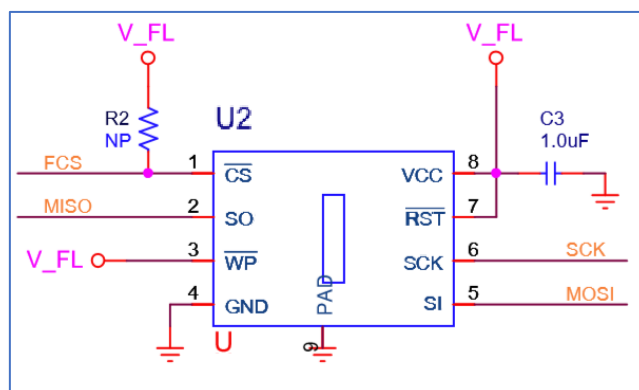 V_FL
V_FL
R2
NP
U2
C3
1.0uF
FCS
1
CS
VCC
8
MISO
2
SO
RST
7
V_FL
3
WP
SCK
6
SCK
4
GND
PAD
SI
5
MOSI
U
9